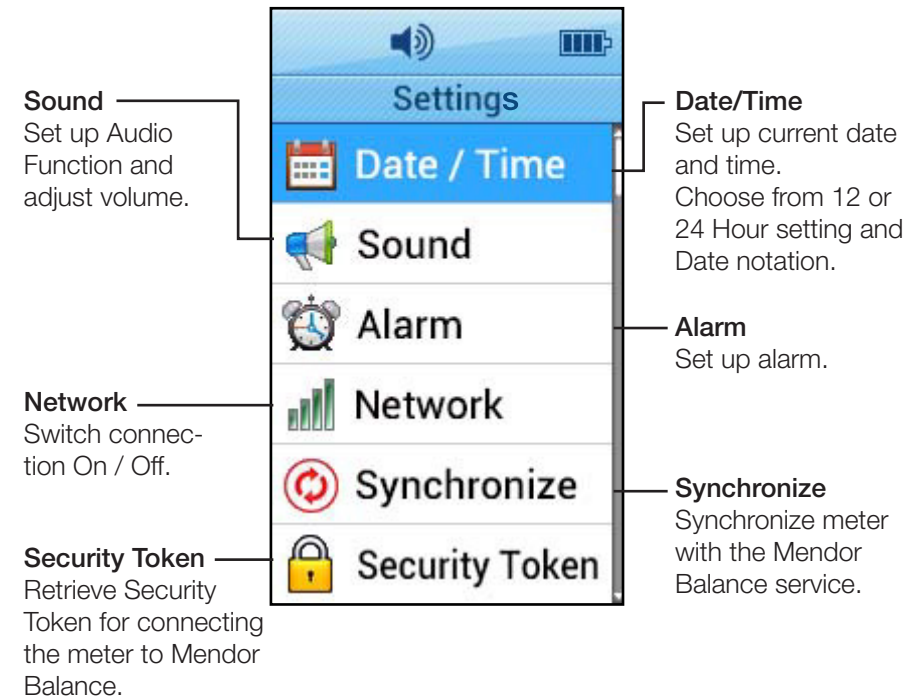 Settings
Date / Time
Sound
Alarm
Network
Synchronize
Security Token
Sound
Set up Audio
Function and
adjust volume.
Network
Switch connec-
tion On / Off.
Security Token
Retrieve Security
Token for connecting
the meter to Mendor
Balance.
Date/Time
Set up current date
and time.
Choose from 12 or
24 Hour setting and
Date notation.
Alarm
Set up alarm.
Synchronize
Synchronize meter
with the Mendor
Balance service.